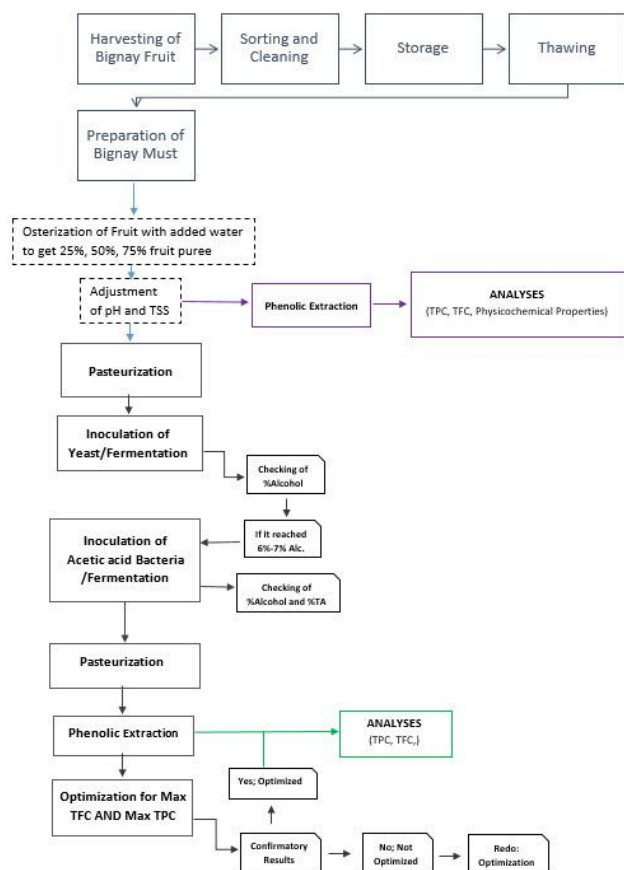 Harvesting of
Bignay Fruit
Sorting and
Cleaning
Storage
Thawing
Preparation of
Bignay Must
Osterization of Fruit with added water
to get 25%, 50%, 75% fruit puree
Adjustment
of pH and TSS
Phenolic Extraction
ANALYSES
(TPC, TFC, Physicochemical Properties)
Pasteurization
Inoculation of
Yeast/Fermentation
Checking of
%Alcohol
If it reached
6%-7% Alc.
Inoculation of
Acetic acid Bacteria
/Fermentation
Checking of
%Alcohol and %TA
Pasteurization
Phenolic Extraction
ANALYSES
(TPC, TFC,)
Yes; Optimized
Optimization for Max
TFC AND Max TPC
Confirmatory
Results
No; Not
Optimized
Redo:
Optimization